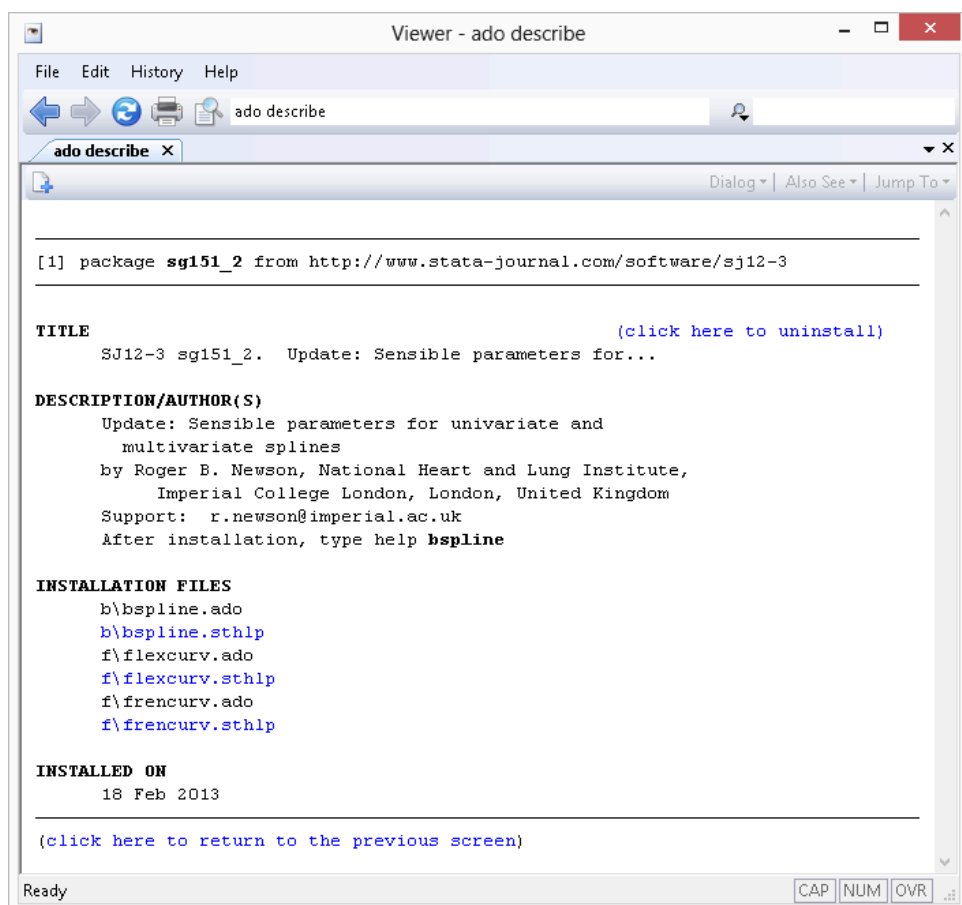 Viewer - ado describe
File Edit History Help
ado describe
ado describe
Dialog Also See Jump To
[1] package sg151_2 from http://www.stata-journal.com/software/sj12-3
TITLE (click here to uninstall)
SJ12-3 sg151_2. Update: Sensible parameters for...
DESCRIPTION/AUTHOR(S)
Update: Sensible parameters for univariate and
multivariate splines
by Roger B. Newson, National Heart and Lung Institute,
Imperial College London, London, United Kingdom
Support: r.newson@imperial.ac.uk
After installation, type help bspline
INSTALLATION FILES
b\bspline.ado
b\bspline.sthlp
f\flexcurv.ado
f\flexcurv.sthlp
f\frencurv.ado
f\frencurv.sthlp
INSTALLED ON
18 Feb 2013
(click here to return to the previous screen)
Ready CAP NUM OVR